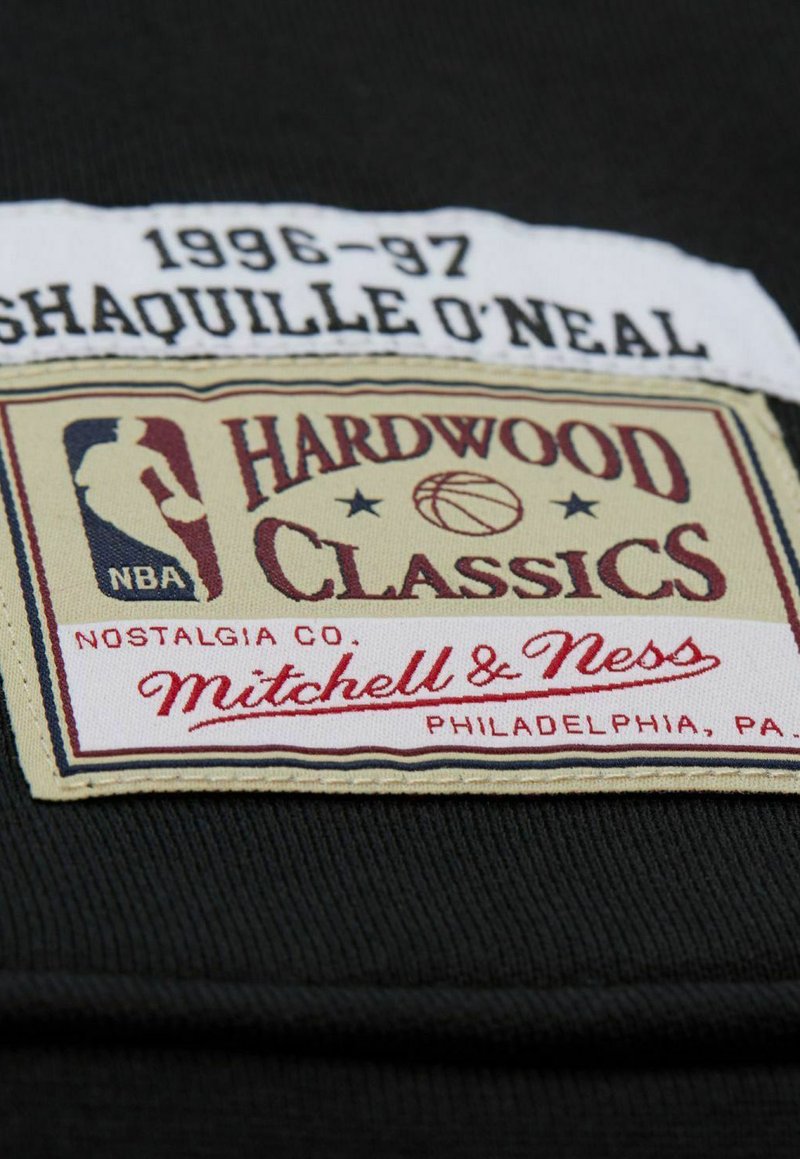 1996-97
SHAQUILLE O'NEAL
HARDWOOD
CLASSICS
NBA
NOSTALGIA CO.
Mitchell & Ness
PHILADELPHIA, PA.